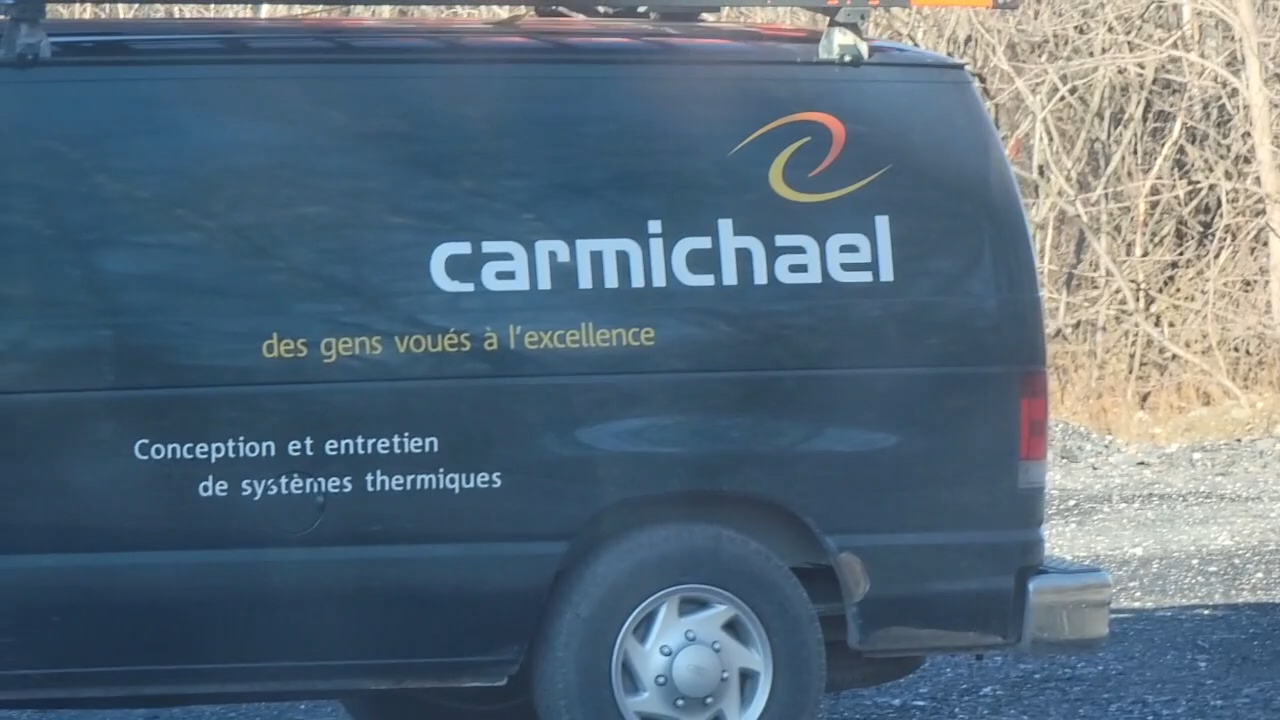 carmichael
des gens voués à l'excellence
Conception et entretien
de systèmes thermiques